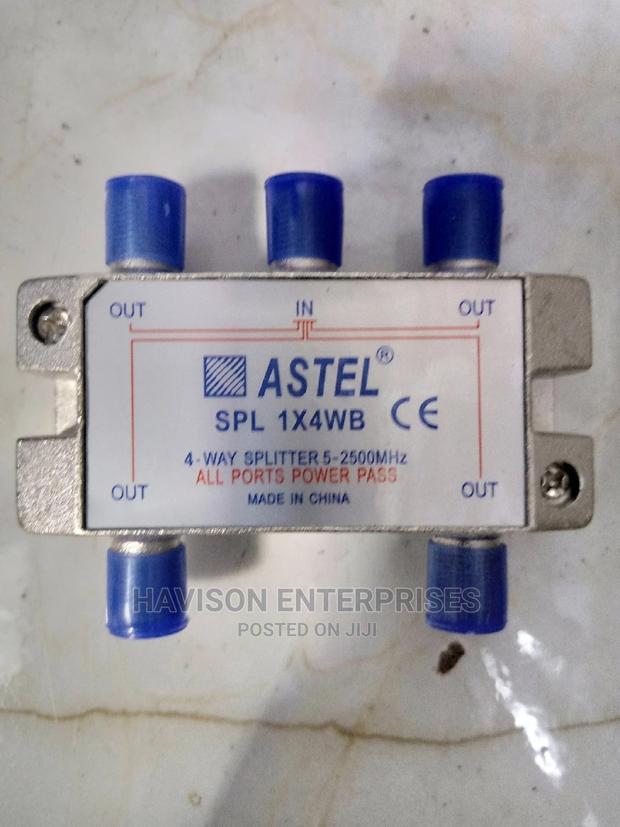 OUT IN OUT
ASTEL®
SPL 1X4WB CE
4-WAY SPLITTER 5-2500MHz
ALL PORTS POWER PASS
OUT OUT
MADE IN CHINA
HAVISON ENTERPRISES
POSTED ON JIJI